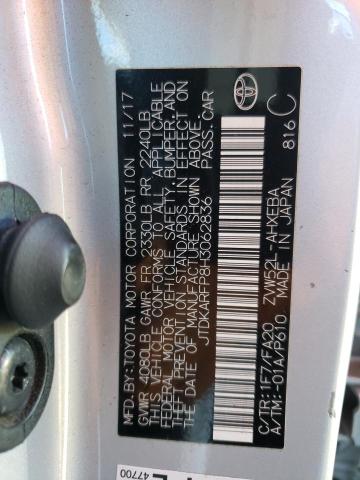 MFD.BY:TOYOTA MOTOR CORPORATION 11/17
GVWR 4080LB GAWR FR 2330LB RR 2240LB
THIS VEHICLE CONFORMS TO ALL APPLICABLE
FEDERAL MOTOR VEHICLE SAFETY, BUMPER, AND
THEFT PREVENTION STANDARDS IN EFFECT ON
THE DATE OF MANUFACTURE SHOWN ABOVE.
JTDKARFP8H3062836 PASS.CAR
C/TR:1F7/FA20 ZVW52L-AHXEBA
A/TM:-01A/P610 MADE IN JAPAN
816 C
47700